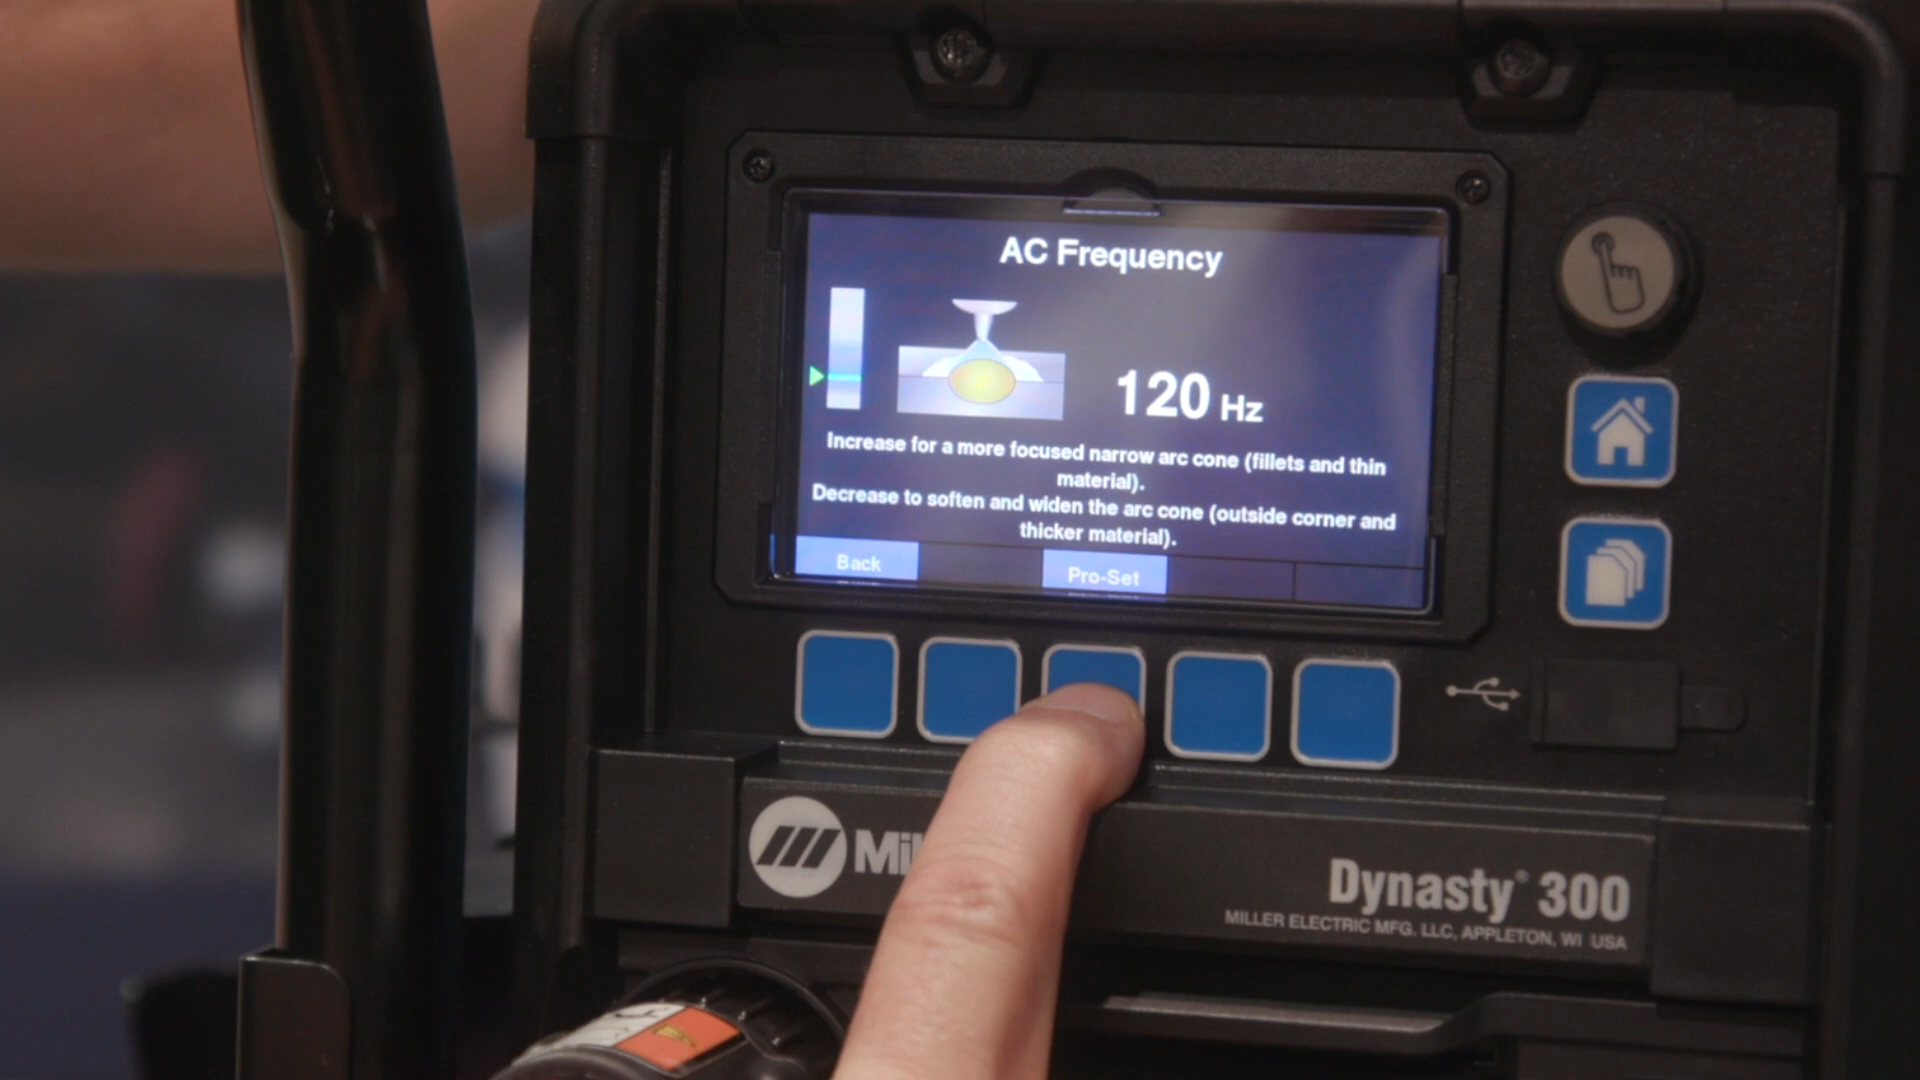 AC Frequency
120 Hz
Increase for a more focused narrow arc cone (fillets and thin
material).
Decrease to soften and widen the arc cone (outside corner and
thicker material).
Back
Pro-Set
Mil
Dynasty® 300
MILLER ELECTRIC MFG. LLC, APPLETON, WI USA